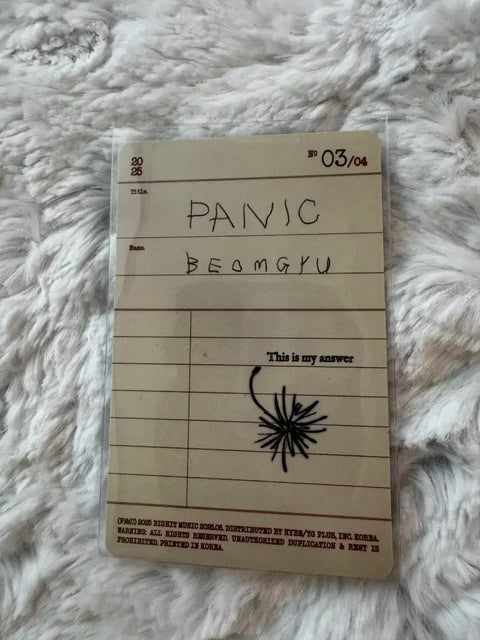 20
25
Nº 03/04
Title.
PANIC
Name.
BEOMGYU
This is my answer
(P)&(C) 2025 BIGHIT MUSIC 2025.05. DISTRIBUTED BY HYBE/YG PLUS, INC. KOREA.
WARNING: ALL RIGHTS RESERVED. UNAUTHORIZED DUPLICATION & RENT IS
PROHIBITED. PRINTED IN KOREA.